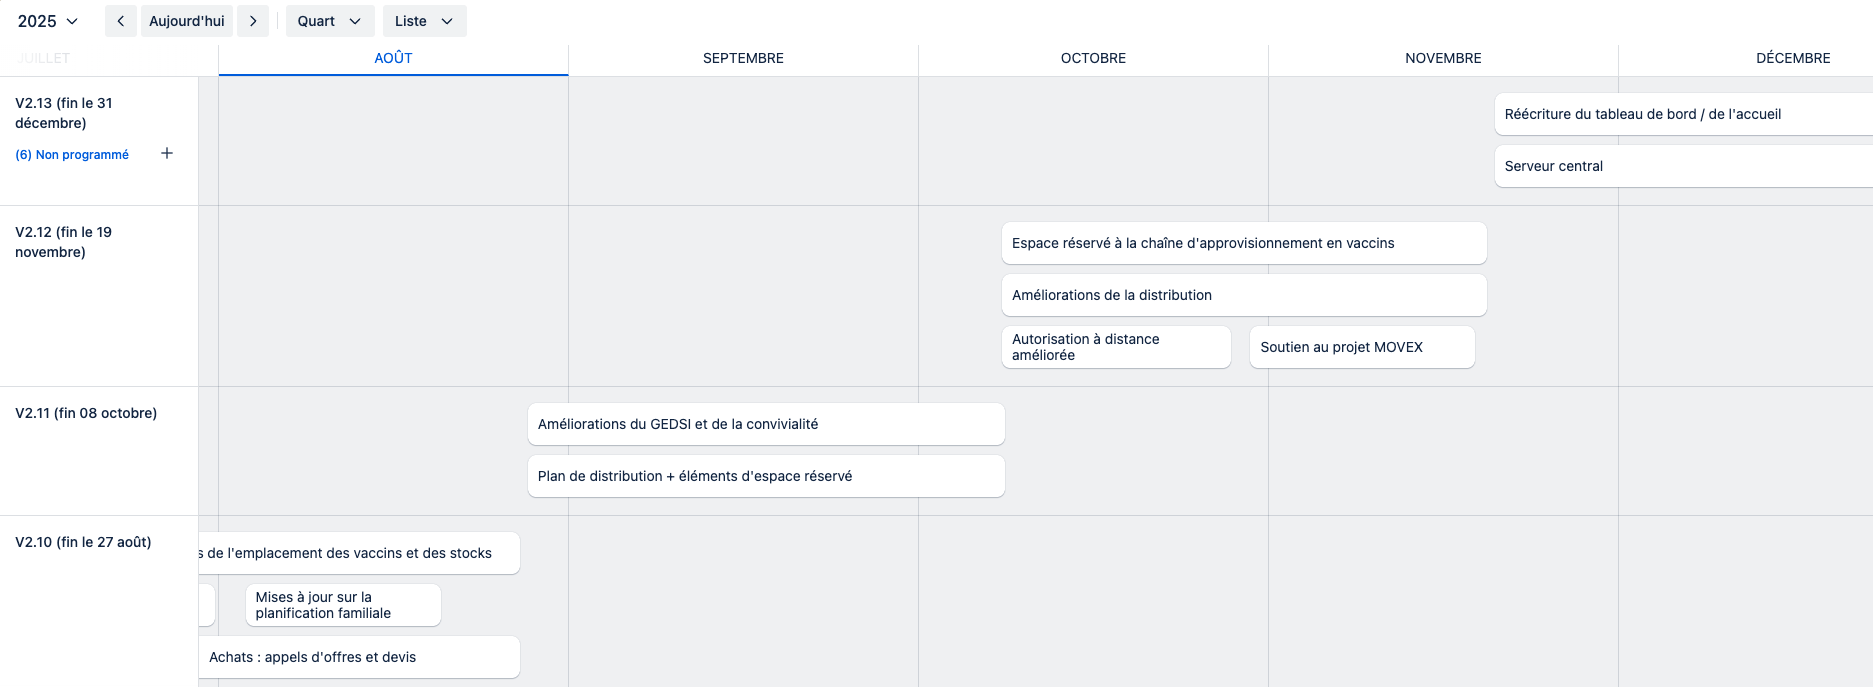 2025
Aujourd'hui
Quart
Liste
JUILLET
AOÛT
SEPTEMBRE
OCTOBRE
NOVEMBRE
DÉCEMBRE
V2.13 (fin le 31
décembre)
(6) Non programmé
Réécriture du tableau de bord / de l'accueil
Serveur central
V2.12 (fin le 19
novembre)
Espace réservé à la chaîne d'approvisionnement en vaccins
Améliorations de la distribution
Autorisation à distance
améliorée
Soutien au projet MOVEX
V2.11 (fin 08 octobre)
Améliorations du GEDSI et de la convivialité
Plan de distribution + éléments d'espace réservé
V2.10 (fin le 27 août)
s de l'emplacement des vaccins et des stocks
Mises à jour sur la
planification familiale
Achats : appels d'offres et devis